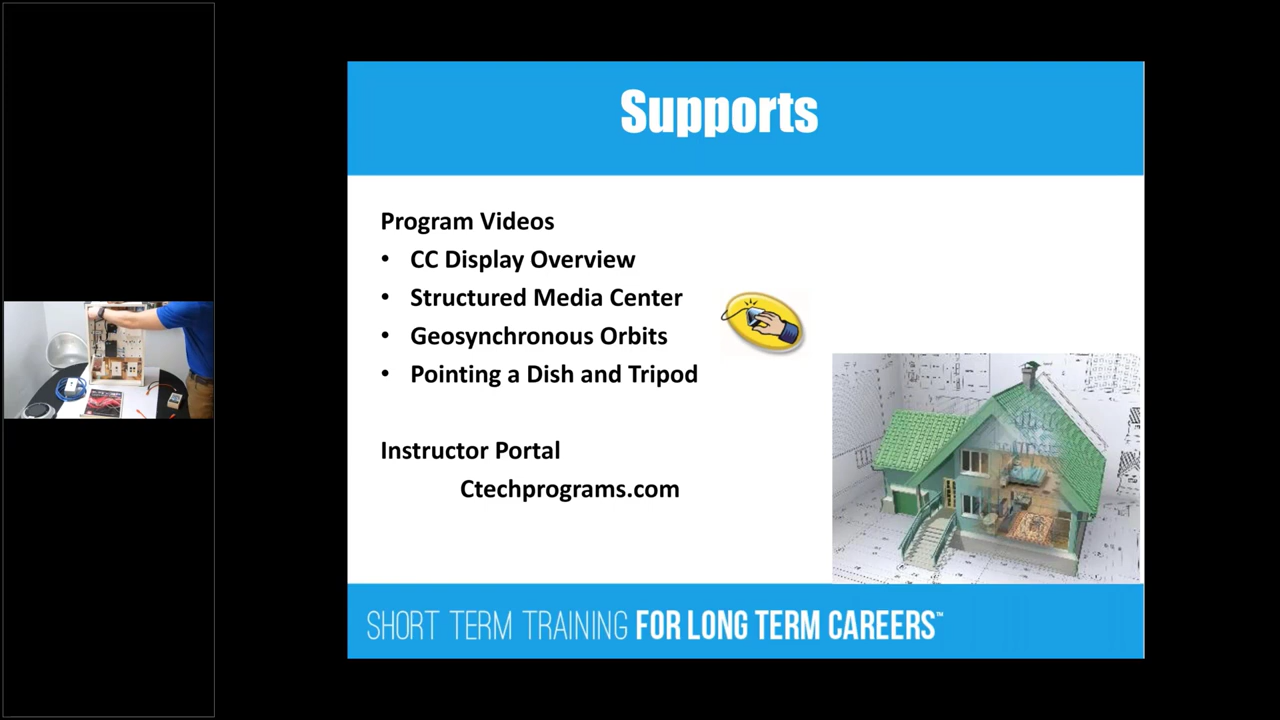 Supports
Program Videos
• CC Display Overview
• Structured Media Center
• Geosynchronous Orbits
• Pointing a Dish and Tripod
Instructor Portal
Ctechprograms.com
SHORT TERM TRAINING FOR LONG TERM CAREERS™